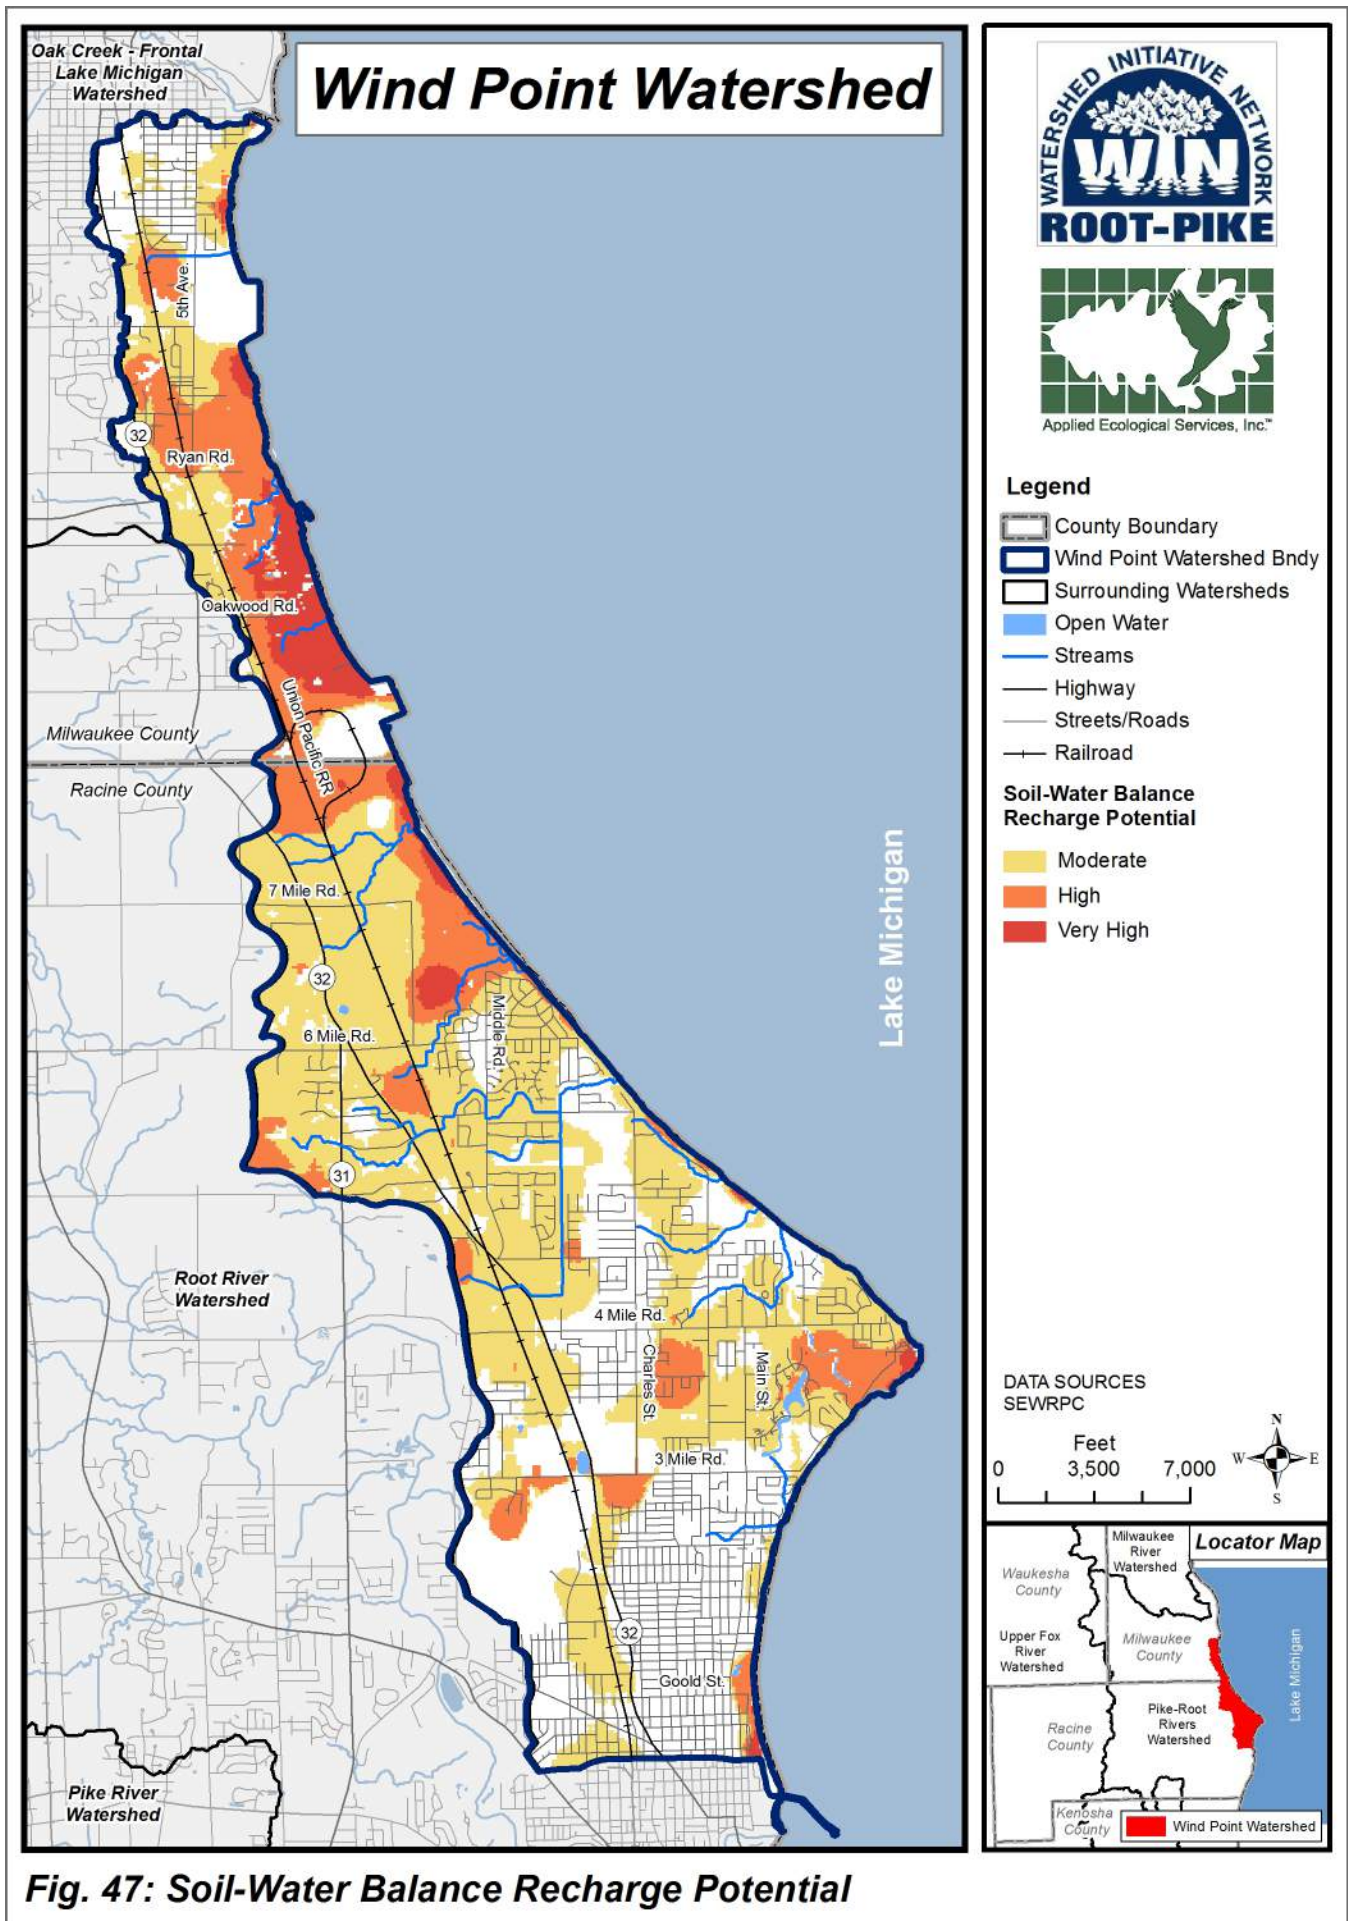 Wind Point Watershed
Oak Creek - Frontal
Lake Michigan
Watershed
5th Ave.
32
Ryan Rd.
Oakwood Rd.
Union Pacific RR
Milwaukee County
Racine County
7 Mile Rd.
32
6 Mile Rd.
Middle Rd.
31
Lake Michigan
Root River
Watershed
4 Mile Rd.
Charles St.
Main St.
3 Mile Rd.
32
Goold St.
Pike River
Watershed
WATERSHED INITIATIVE NETWORK
WIN
ROOT-PIKE
Applied Ecological Services, Inc.™
Legend
County Boundary
Wind Point Watershed Bndy
Surrounding Watersheds
Open Water
Streams
Highway
Streets/Roads
Railroad
Soil-Water Balance
Recharge Potential
Moderate
High
Very High
DATA SOURCES
SEWRPC
Feet
0 3,500 7,000
N
W E
S
Locator Map
Milwaukee
River
Watershed
Waukesha
County
Upper Fox
River
Watershed
Milwaukee
County
Lake Michigan
Pike-Root
Rivers
Watershed
Racine
County
Kenosha
County
Wind Point Watershed
Fig. 47: Soil-Water Balance Recharge Potential